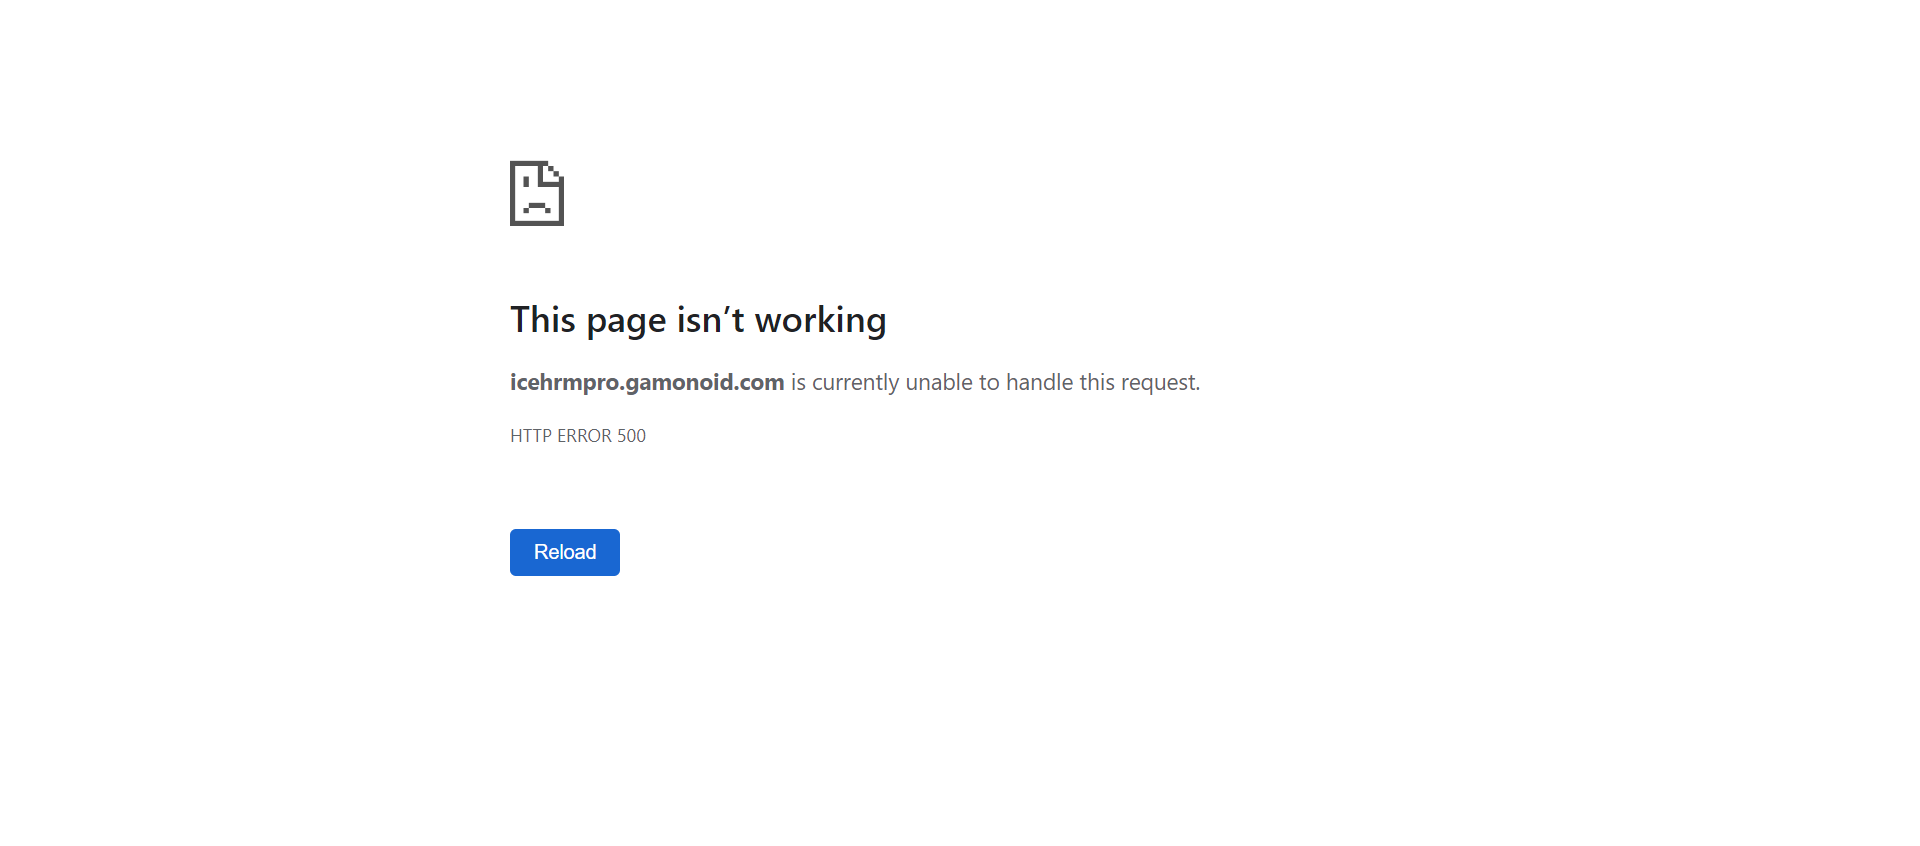 This page isn’t working
icehrmpro.gamonoid.com is currently unable to handle this request.
HTTP ERROR 500
Reload